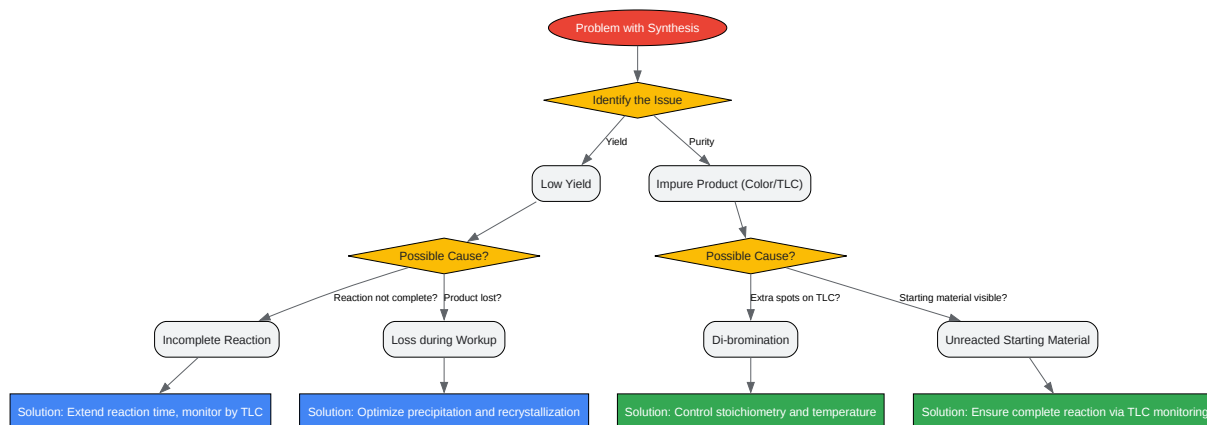 Problem with Synthesis
Identify the Issue
Yield
Purity
Low Yield
Impure Product (Color/TLC)
Possible Cause?
Possible Cause?
Reaction not complete?
Product lost?
Extra spots on TLC?
Starting material visible?
Incomplete Reaction
Loss during Workup
Di-bromination
Unreacted Starting Material
Solution: Extend reaction time, monitor by TLC
Solution: Optimize precipitation and recrystallization
Solution: Control stoichiometry and temperature
Solution: Ensure complete reaction via TLC monitoring